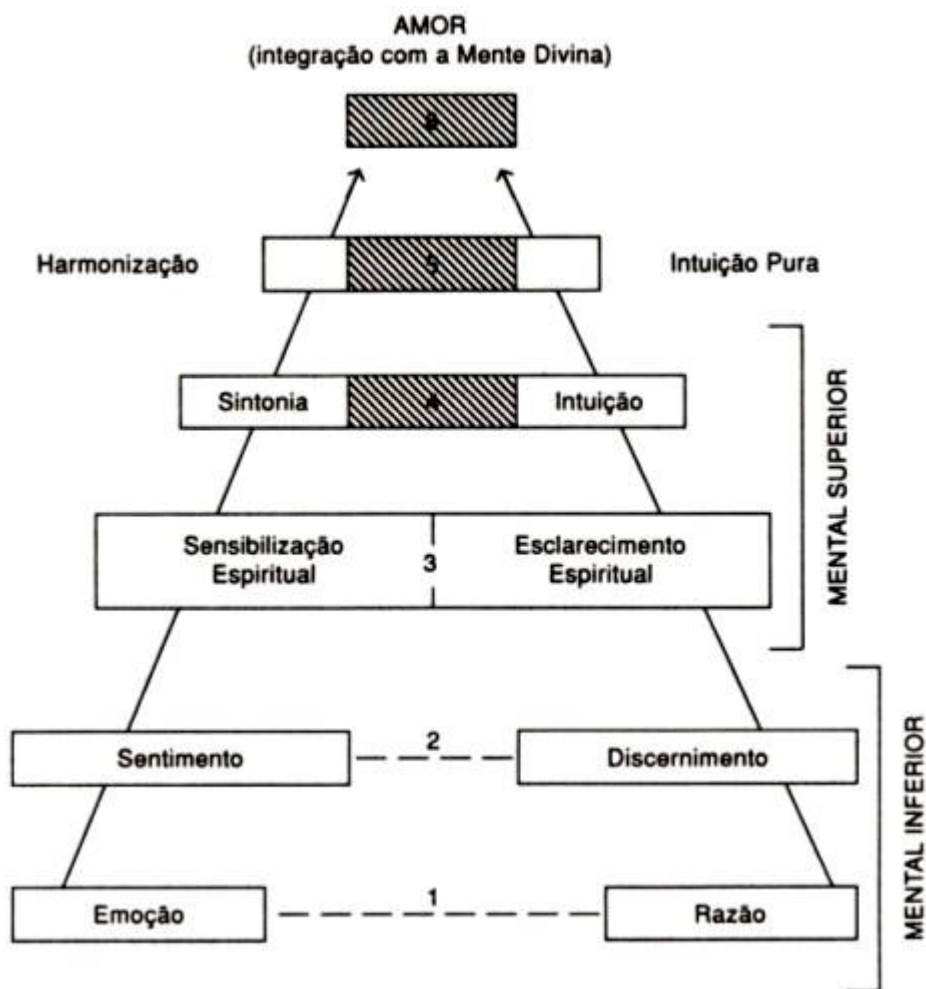 AMOR
(integração com a Mente Divina)
Harmonização
5
Intuição Pura
Sintonia
Intuição
Sensibilização
Espiritual
3
Esclarecimento
Espiritual
MENTAL SUPERIOR
Sentimento
2
Discernimento
Emoção
1
Razão
MENTAL INFERIOR